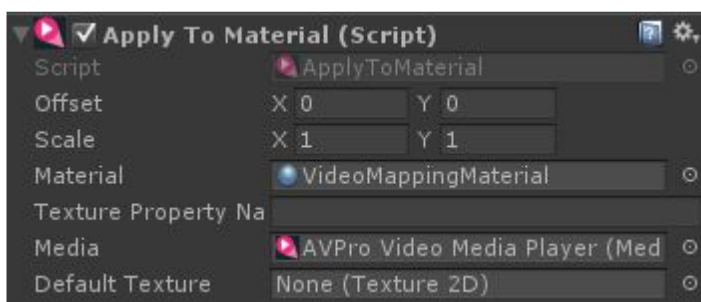 Apply To Material (Script)
Script ApplyToMaterial
Offset X 0 Y 0
Scale X 1 Y 1
Material VideoMappingMaterial
Texture Property Na
Media AVPro Video Media Player (Med
Default Texture None (Texture 2D)